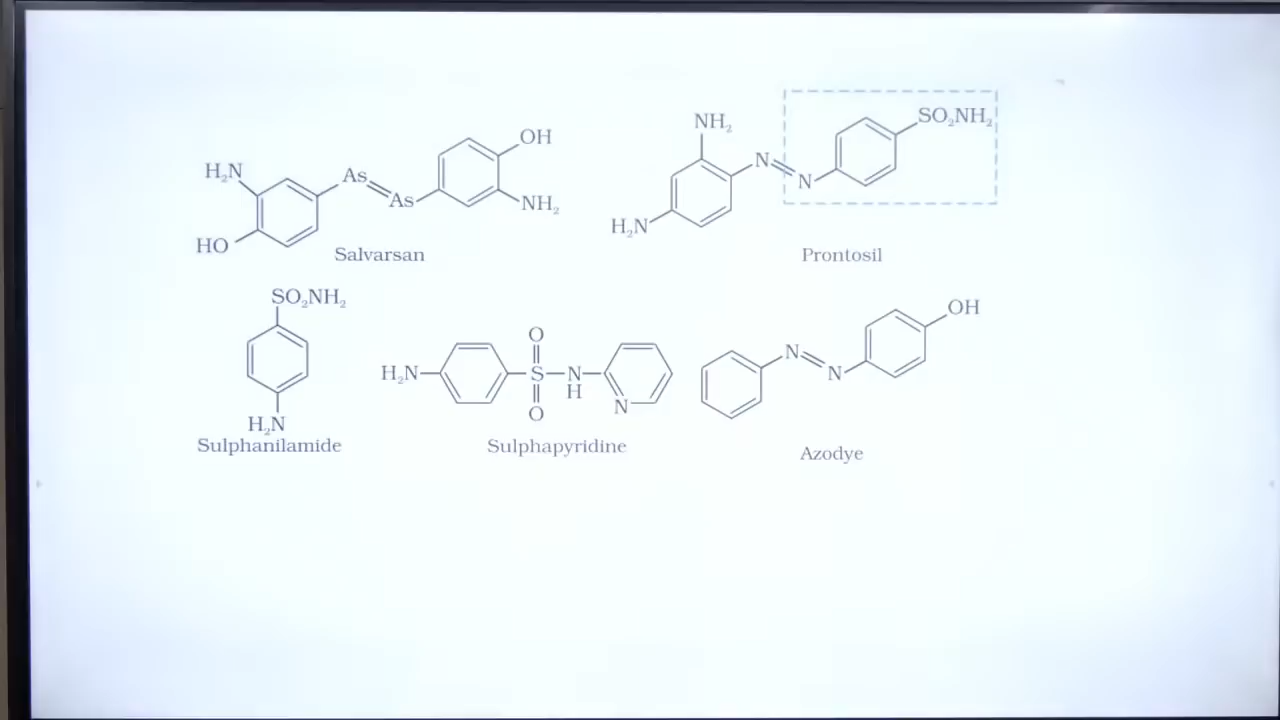 H₂N As As OH
HO NH₂
Salvarsan
NH₂ N N SO₂NH₂
H₂N
Prontosil
SO₂NH₂
H₂N
Sulphanilamide
O
H₂N S N
H
O N
Sulphapyridine
OH
N N
Azodye